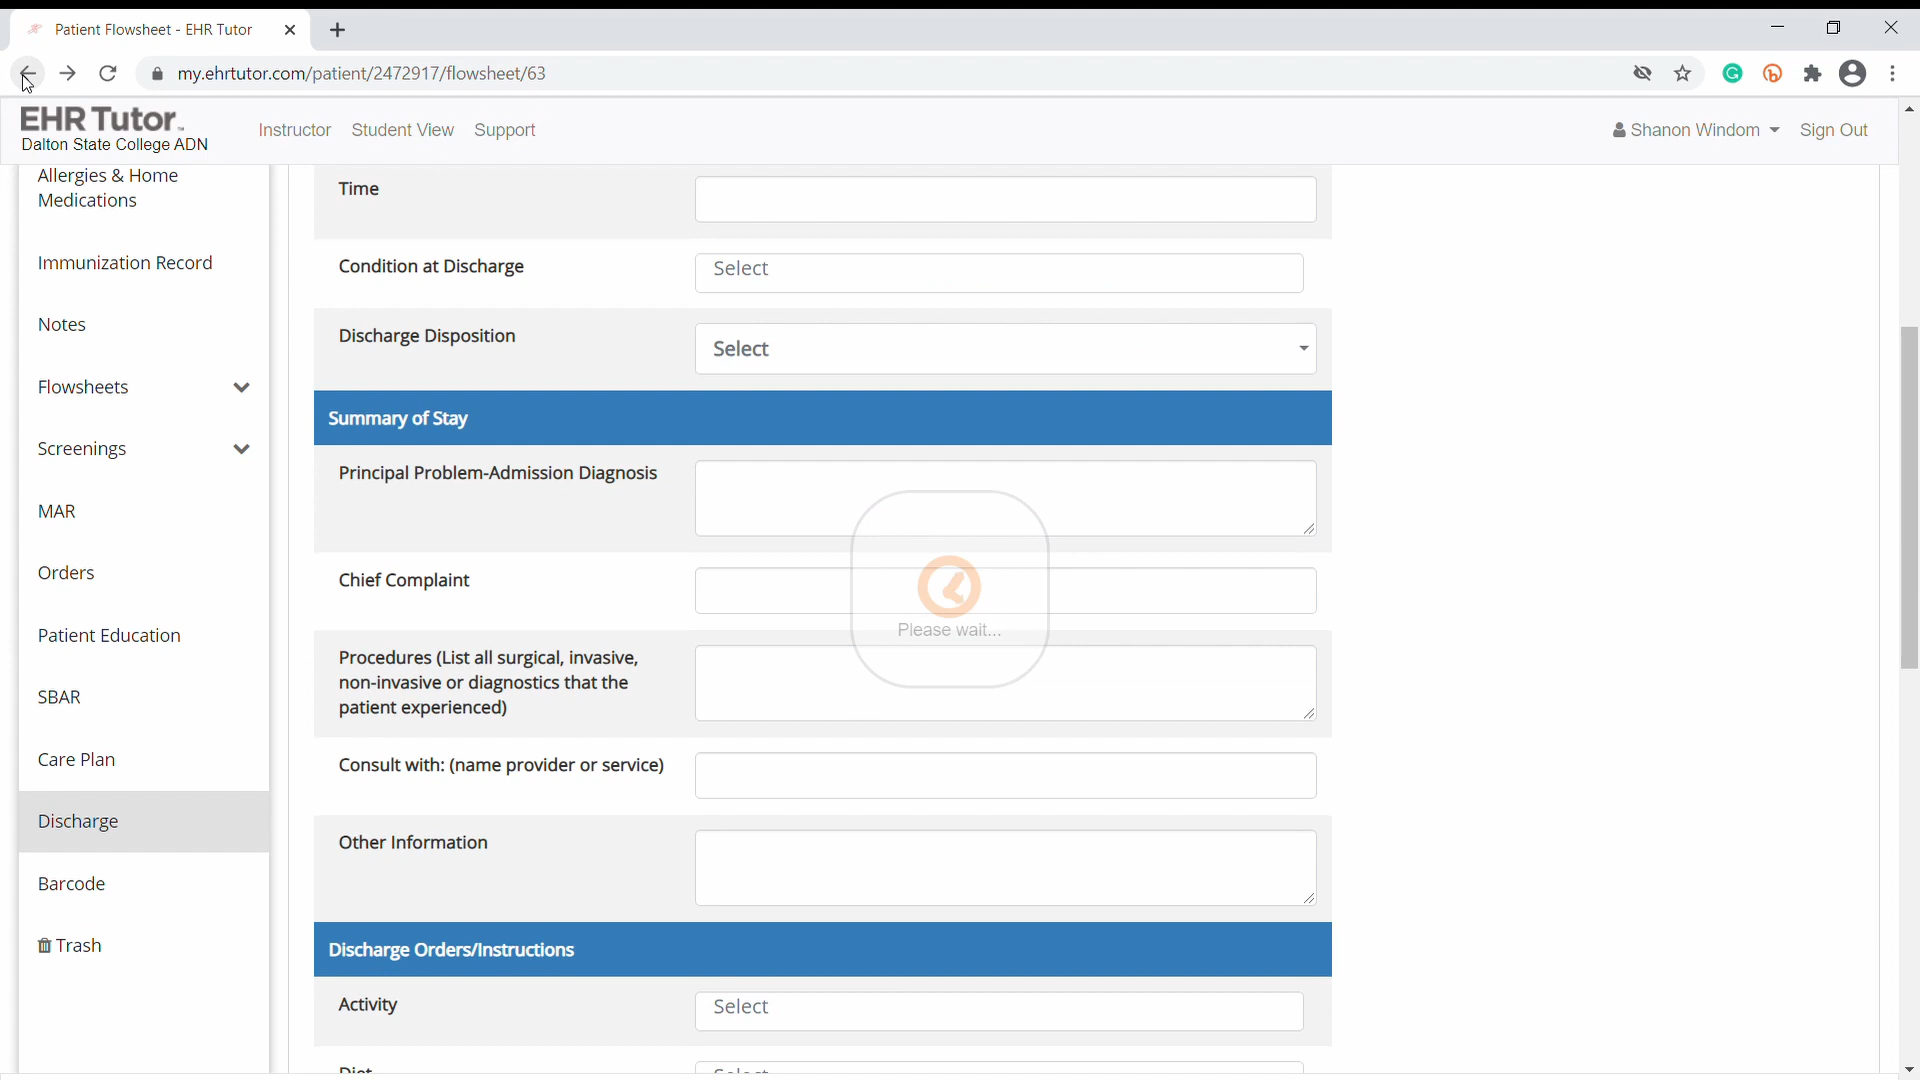 Patient Flowsheet - EHR Tutor
my.ehrtutor.com/patient/2472917/flowsheet/63
EHR Tutor™
Dalton State College ADN
Instructor
Student View
Support
Shanon Windom
Sign Out
Allergies & Home
Medications
Immunization Record
Notes
Flowsheets
Screenings
MAR
Orders
Patient Education
SBAR
Care Plan
Discharge
Barcode
Trash
Time
Condition at Discharge
Select
Discharge Disposition
Select
Summary of Stay
Principal Problem-Admission Diagnosis
Chief Complaint
Please wait...
Procedures (List all surgical, invasive,
non-invasive or diagnostics that the
patient experienced)
Consult with: (name provider or service)
Other Information
Discharge Orders/Instructions
Activity
Select
Diet
Select